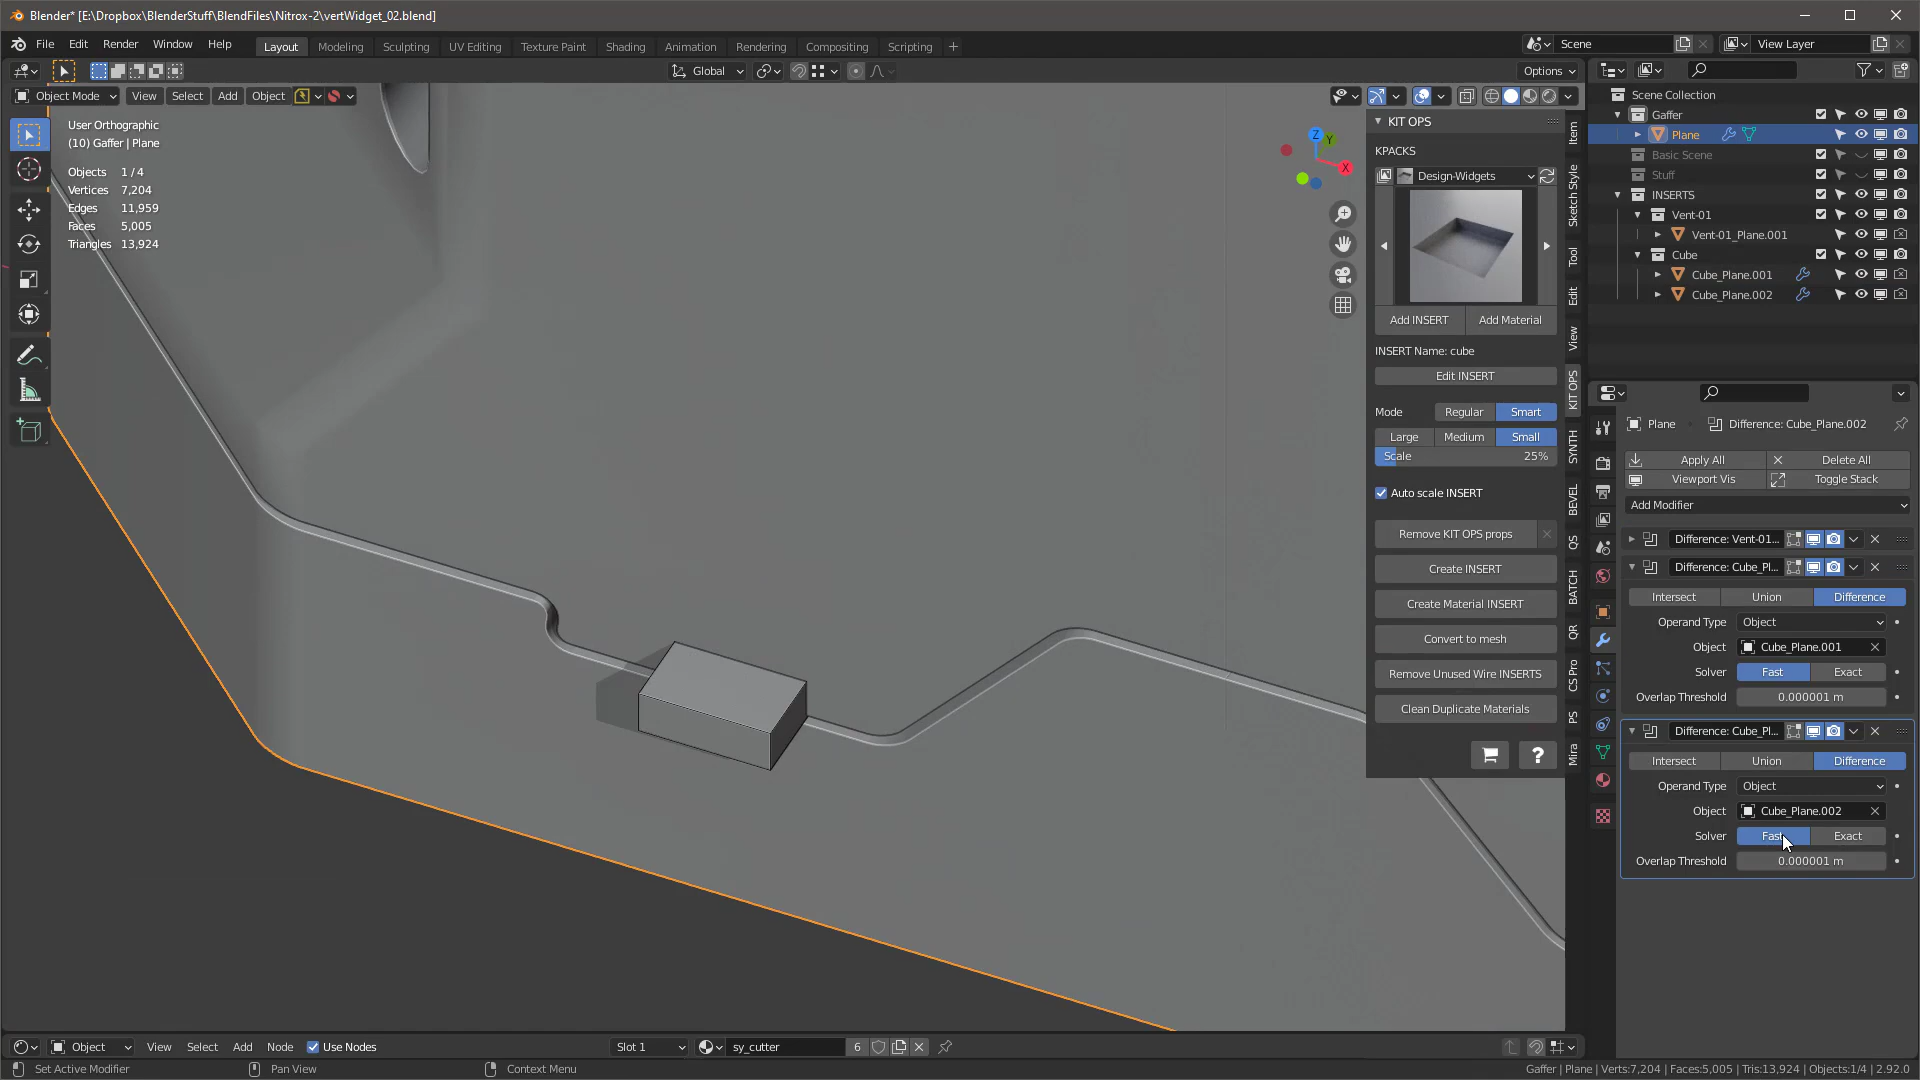 Blender* [E:\Dropbox\BlenderStuff\BlendFiles\Nitrox-2\vertWidget_02.blend]
File Edit Render Window Help
Layout Modeling Sculpting UV Editing Texture Paint Shading Animation Rendering Compositing Scripting +
Scene
View Layer
Global
Options
Object Mode View Select Add Object
User Orthographic
(10) Gaffer | Plane
Objects 1 / 4
Vertices 7,204
Edges 11,959
Faces 5,005
Triangles 13,924
Z
Y
X
KIT OPS
KPACKS
Design-Widgets
Add INSERT Add Material
INSERT Name: cube
Edit INSERT
Mode Regular Smart
Large Medium Small
Scale 25%
Auto scale INSERT
Remove KIT OPS props
Create INSERT
Create Material INSERT
Convert to mesh
Remove Unused Wire INSERTS
Clean Duplicate Materials
?
Item
Sketch Style
Tool
Edit
View
KIT OPS
SYNTH
BEVEL
QS
BATCH
QR
CS Pro
PS
Mira
Scene Collection
Gaffer
Plane
Basic Scene
Stuff
INSERTS
Vent-01
Vent-01_Plane.001
Cube
Cube_Plane.001
Cube_Plane.002
Plane Difference: Cube_Plane.002
Apply All Delete All
Viewport Vis Toggle Stack
Add Modifier
Difference: Vent-01...
Difference: Cube_Pl...
Intersect Union Difference
Operand Type Object
Object Cube_Plane.001
Solver Fast Exact
Overlap Threshold 0.000001 m
Difference: Cube_Pl...
Intersect Union Difference
Operand Type Object
Object Cube_Plane.002
Solver Fast Exact
Overlap Threshold 0.000001 m
Object View Select Add Node Use Nodes Slot 1 sy_cutter 6
Set Active Modifier Pan View Context Menu
Gaffer | Plane | Verts:7,204 | Faces:5,005 | Tris:13,924 | Objects:1/4 | 2.92.0